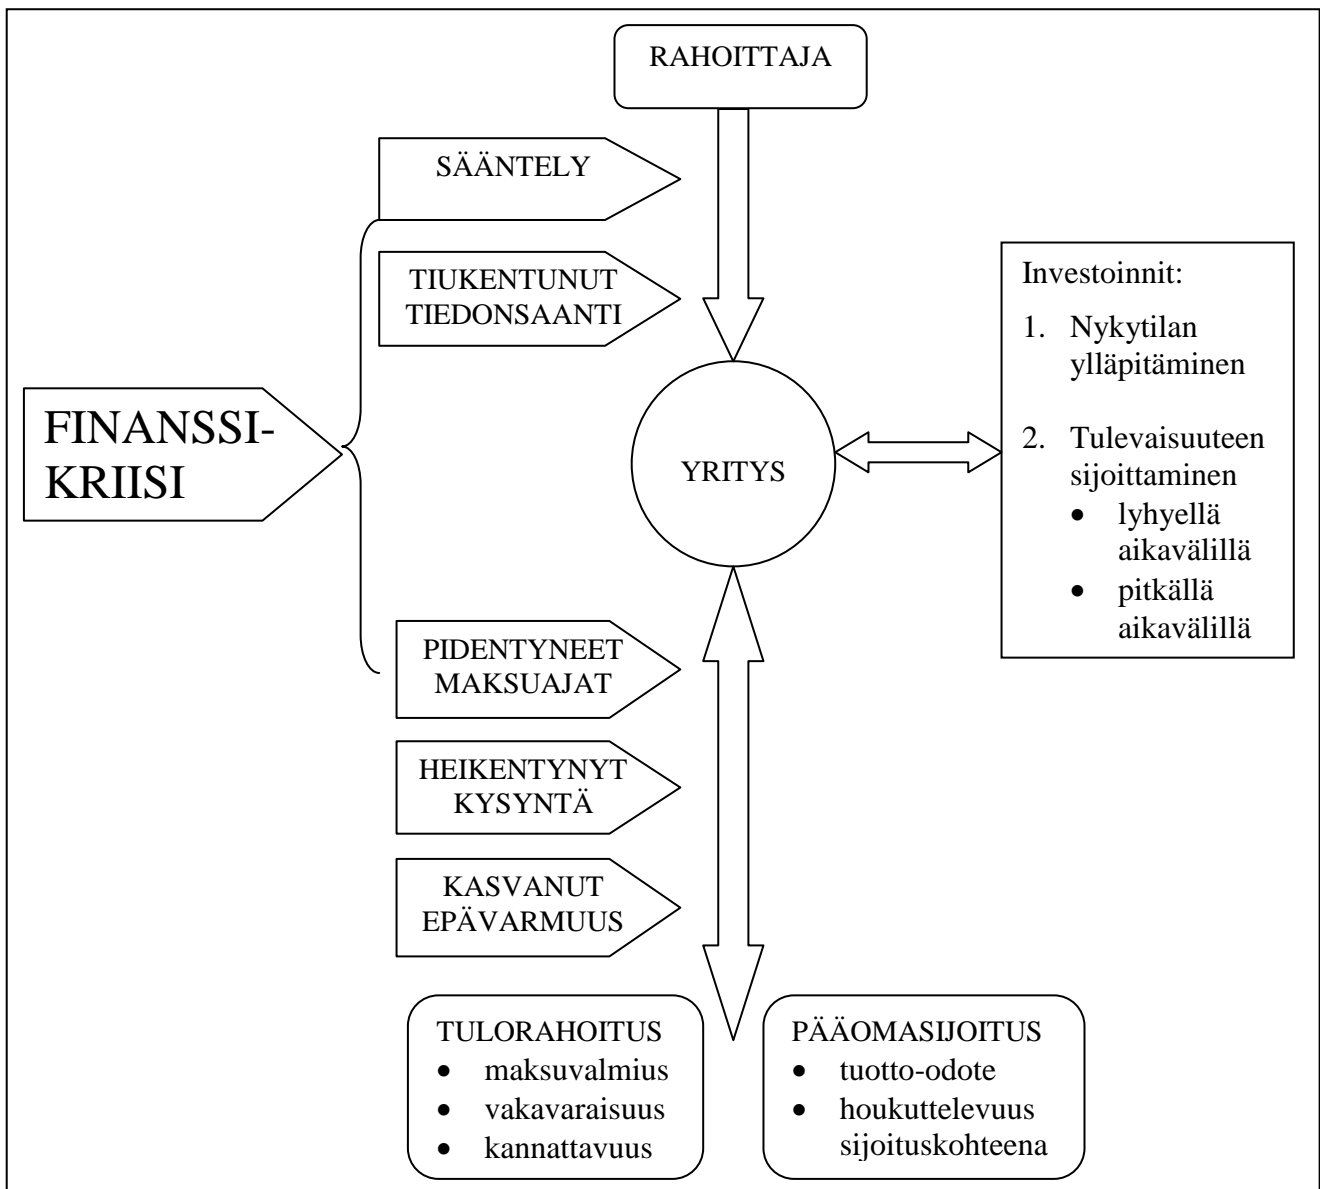 RAHOITTAJA
SÄÄNTELY
TIUKENTUNUT
TIEDONSAANTI
FINANSSI-
KRIISI
YRITYS
Investoinnit:
1. Nykytilan
ylläpitäminen
2. Tulevaisuuteen
sijoittaminen
• lyhyellä
aikavälillä
• pitkällä
aikavälillä
PIDENTYNEET
MAKSUAJAT
HEIKENTYNYT
KYSYNTÄ
KASVANUT
EPÄVARMUUS
TULORAHOITUS
• maksuvalmius
• vakavaraisuus
• kannattavuus
PÄÄOMASIJOITUS
• tuotto-odote
• houkuttelevuus
sijoituskohteena